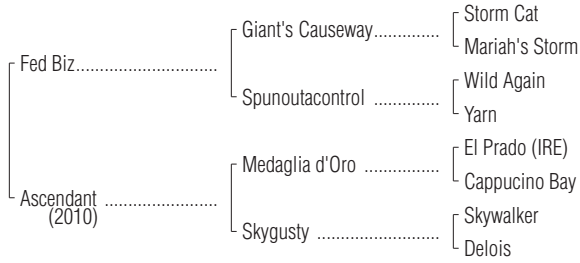 Storm Cat
Giant's Causeway...............
Mariah's Storm
Fed Biz.............................
Wild Again
Spunoutacontrol ...............
Yarn
El Prado (IRE)
Medaglia d'Oro .................
Cappucino Bay
Ascendant .......................
(2010)
Skywalker
Skygusty ..........................
Delois